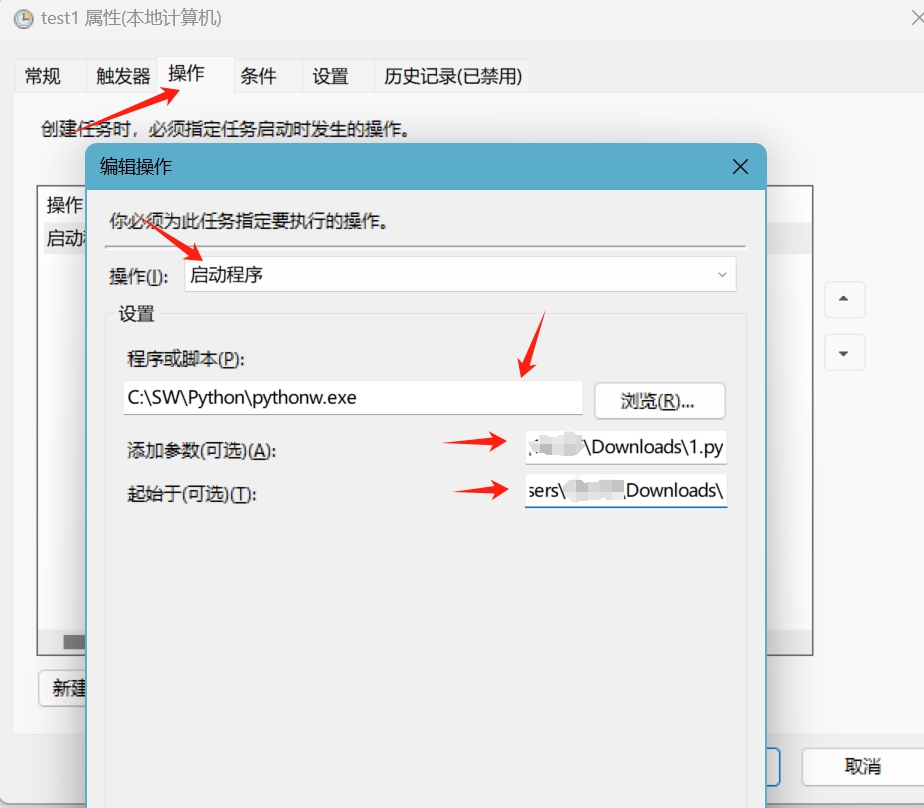 test1 属性(本地计算机)
常规 触发器 操作 条件 设置 历史记录(已禁用)
创建任务时，必须指定任务启动时发生的操作。
操作
启动
编辑操作
你必须为此任务指定要执行的操作。
操作(I): 启动程序
设置
程序或脚本(P):
C:\SW\Python\pythonw.exe 浏览(R)...
添加参数(可选)(A): \Downloads\1.py
起始于(可选)(T): sers\ \Downloads\
新建
取消